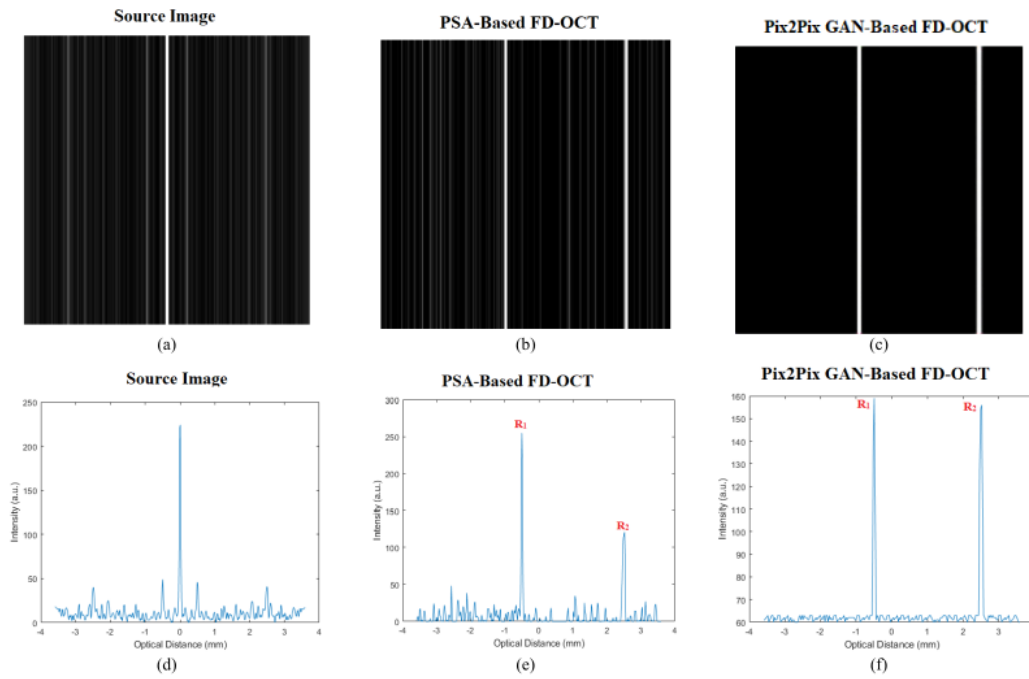 Source Image
PSA-Based FD-OCT
Pix2Pix GAN-Based FD-OCT
(a)
(b)
(c)
Source Image
PSA-Based FD-OCT
Pix2Pix GAN-Based FD-OCT
250
200
150
100
50
0
-4 -3 -2 -1 0 1 2 3 4
Intensity (a.u.)
Optical Distance (mm)
(d)
300
250
200
150
100
50
0
-4 -3 -2 -1 0 1 2 3 4
Intensity (a.u.)
Optical Distance (mm)
R1
R2
(e)
160
150
140
130
120
110
100
90
80
70
60
-4 -3 -2 -1 0 1 2 3
Intensity (a.u.)
Optical Distance (mm)
R1
R2
(f)